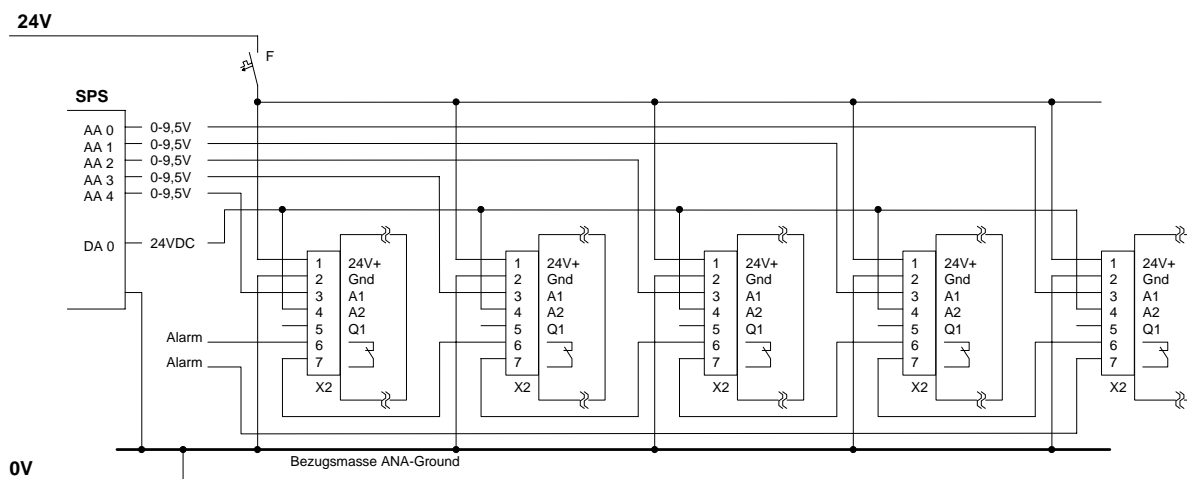 24V
F
SPS
AA 0 0-9,5V
AA 1 0-9,5V
AA 2 0-9,5V
AA 3 0-9,5V
AA 4 0-9,5V
DA 0 24VDC
1 24V+ 1 24V+ 1 24V+ 1 24V+ 1 24V+
2 Gnd 2 Gnd 2 Gnd 2 Gnd 2 Gnd
3 A1 3 A1 3 A1 3 A1 3 A1
4 A2 4 A2 4 A2 4 A2 4 A2
5 Q1 5 Q1 5 Q1 5 Q1 5 Q1
Alarm 6 6 6 6 6
Alarm 7 7 7 7 7
X2 X2 X2 X2 X2
Bezugsmasse ANA-Ground
0V